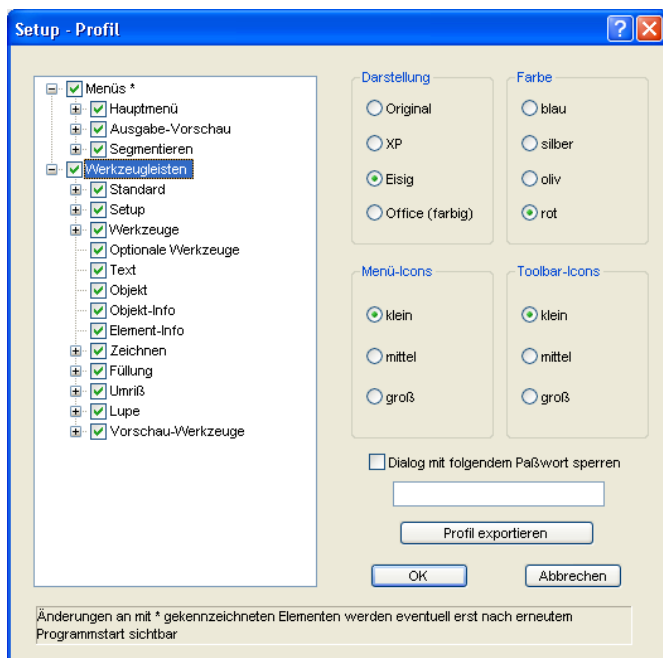 Setup - Profil
Menüs *
Hauptmenü
Ausgabe-Vorschau
Segmentieren
Werkzeugleisten
Standard
Setup
Werkzeuge
Optionale Werkzeuge
Text
Objekt
Objekt-Info
Element-Info
Zeichnen
Füllung
Umriß
Lupe
Vorschau-Werkzeuge
Darstellung
Original
XP
Eisig
Office (farbig)
Farbe
blau
silber
oliv
rot
Menü-Icons
klein
mittel
groß
Toolbar-Icons
klein
mittel
groß
Dialog mit folgendem Paßwort sperren
Profil exportieren
OK
Abbrechen
Änderungen an mit * gekennzeichneten Elementen werden eventuell erst nach erneutem
Programmstart sichtbar